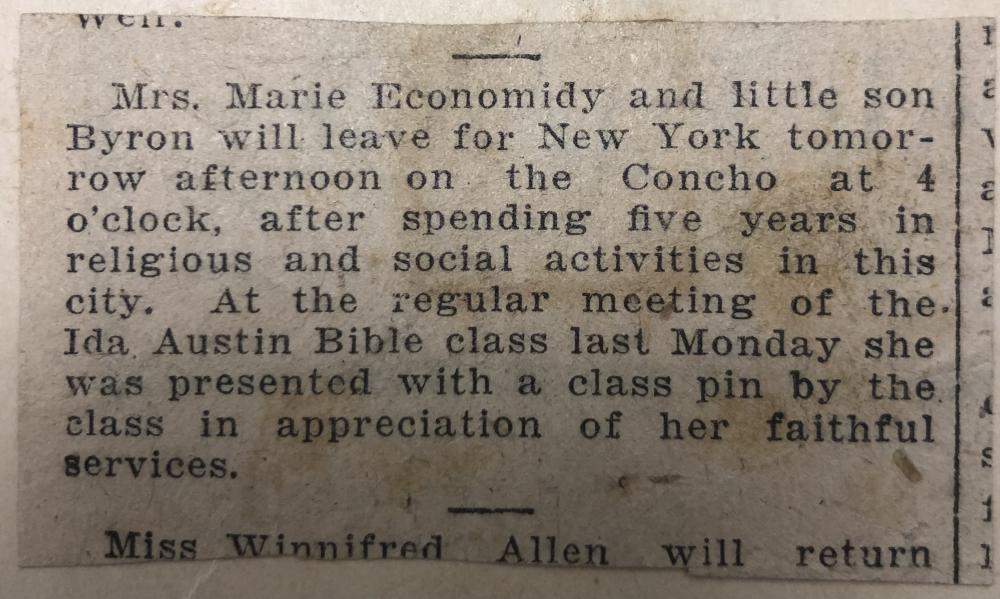 Mrs. Marie Economidy and little son
Byron will leave for New York tomor-
row afternoon on the Concho at 4
o'clock, after spending five years in
religious and social activities in this
city. At the regular meeting of the
Ida Austin Bible class last Monday she
was presented with a class pin by the
class in appreciation of her faithful
services.
Miss Winnifred Allen will return